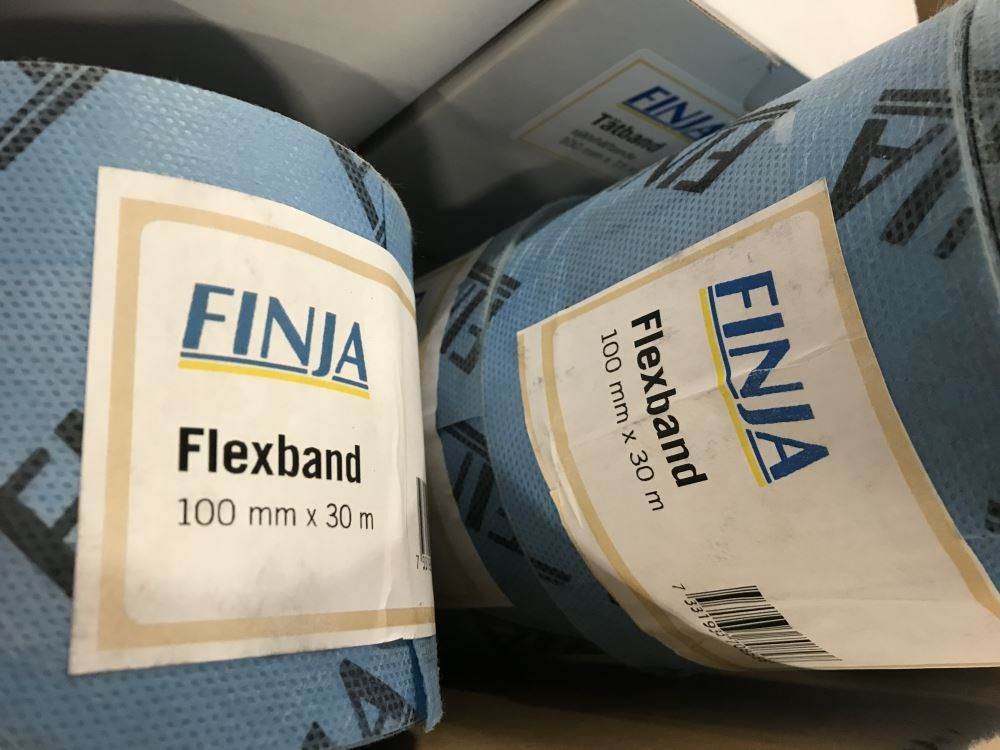 FINJA
Flexband
100 mm x 30 m
FINJA
Flexband
100 mm x 30 m
FINJA
Tätband